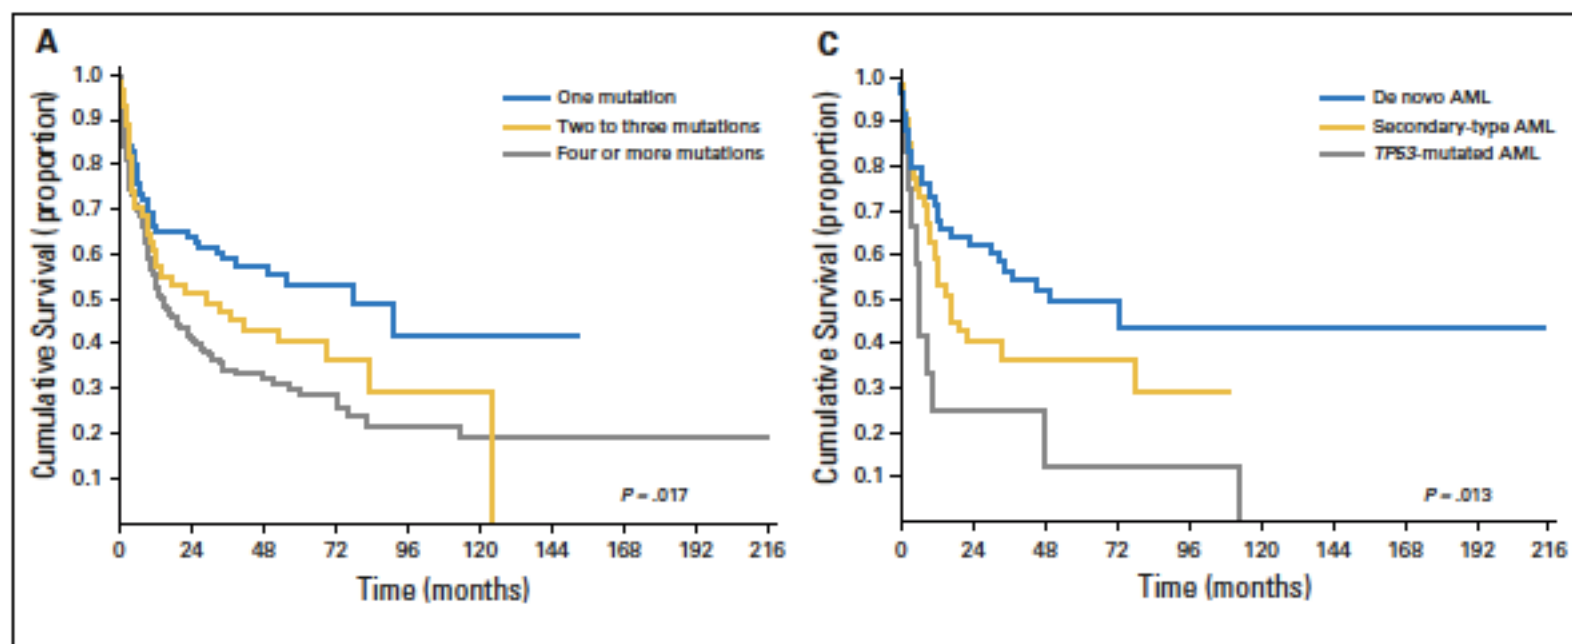 A
Cumulative Survival (proportion)
1.0
0.9
0.8
0.7
0.6
0.5
0.4
0.3
0.2
0.1
One mutation
Two to three mutations
Four or more mutations
P = .017
0 24 48 72 96 120 144 168 192 216
Time (months)
C
Cumulative Survival (proportion)
1.0
0.9
0.8
0.7
0.6
0.5
0.4
0.3
0.2
0.1
De novo AML
Secondary-type AML
TP53-mutated AML
P = .013
0 24 48 72 96 120 144 168 192 216
Time (months)